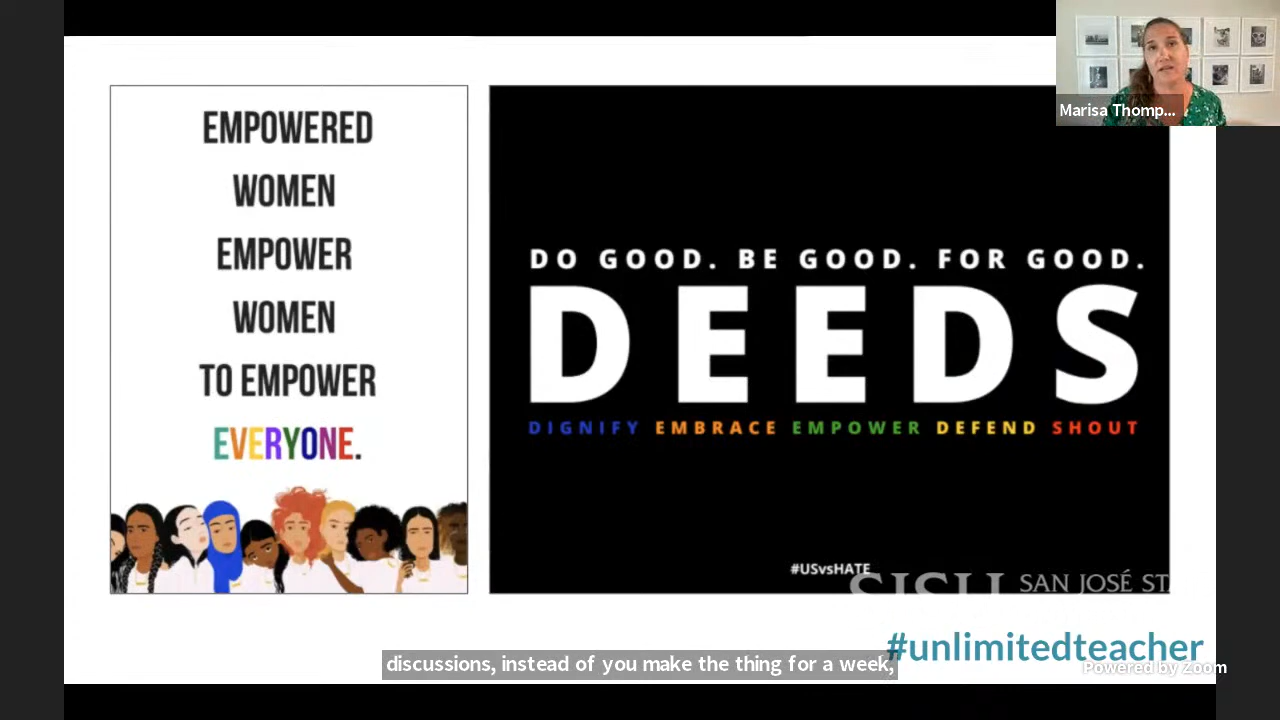 EMPOWERED
WOMEN
EMPOWER
WOMEN
TO EMPOWER
EVERYONE.
DO GOOD. BE GOOD. FOR GOOD.
DEEDS
DIGNIFY EMBRACE EMPOWER DEFEND SHOUT
#USvsHATE
SJSU SAN JOSÉ ST
Marisa Thomp...
#unlimitedteacher
discussions, instead of you make the thing for a week,
Powered by Zoom